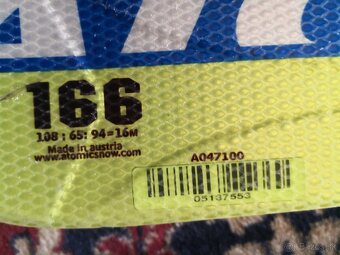 166
108 : 65 : 94 = 16M
Made in austria
www.atomicsnow.com
A047100
05137553